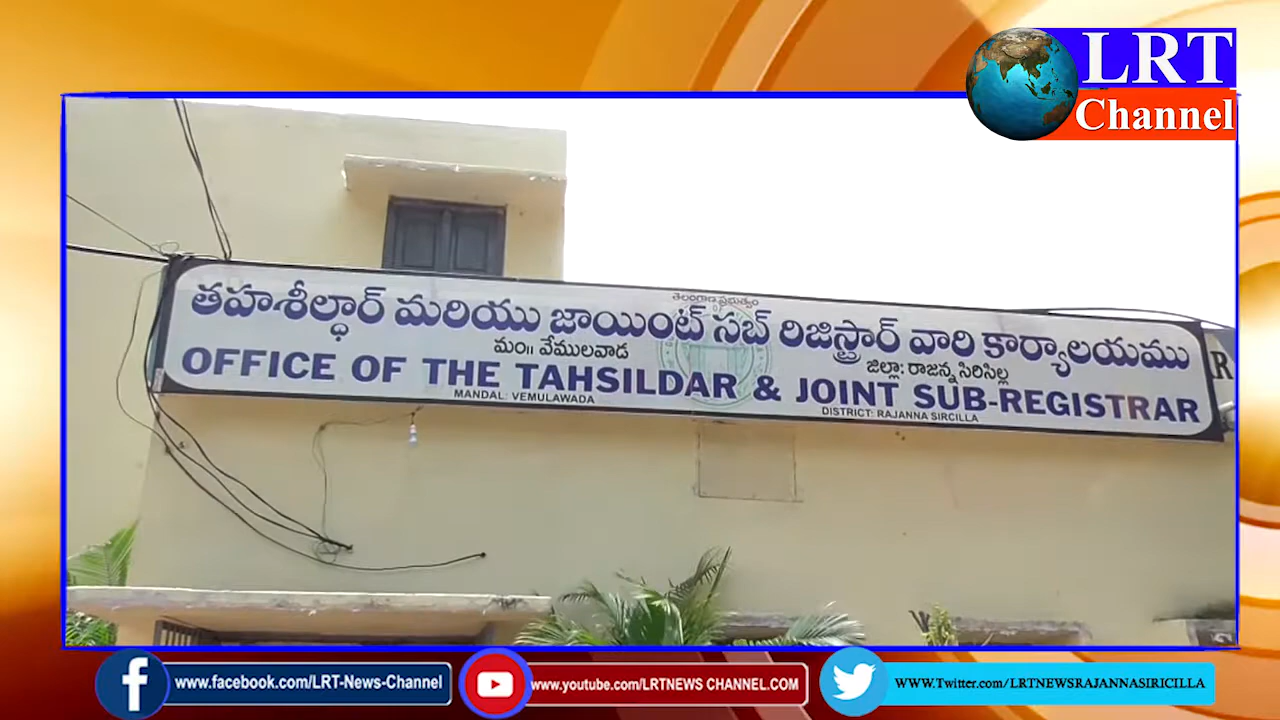 LRT
Channel
తెలంగాణ ప్రభుత్వం
తహశీల్ధార్ మరియు జాయింట్ సబ్ రిజిస్ట్రార్ వారి కార్యాలయము
మం॥ వేములవాడ
జిల్లా: రాజన్న సిరిసిల్ల
OFFICE OF THE TAHSILDAR & JOINT SUB-REGISTRAR
MANDAL: VEMULAWADA
DISTRICT: RAJANNA SIRCILLA
R
www.facebook.com/LRT-News-Channel
www.youtube.com/LRTNEWS CHANNEL.COM
WWW.Twitter.com/LRTNEWSRAJANNASIRICILLA